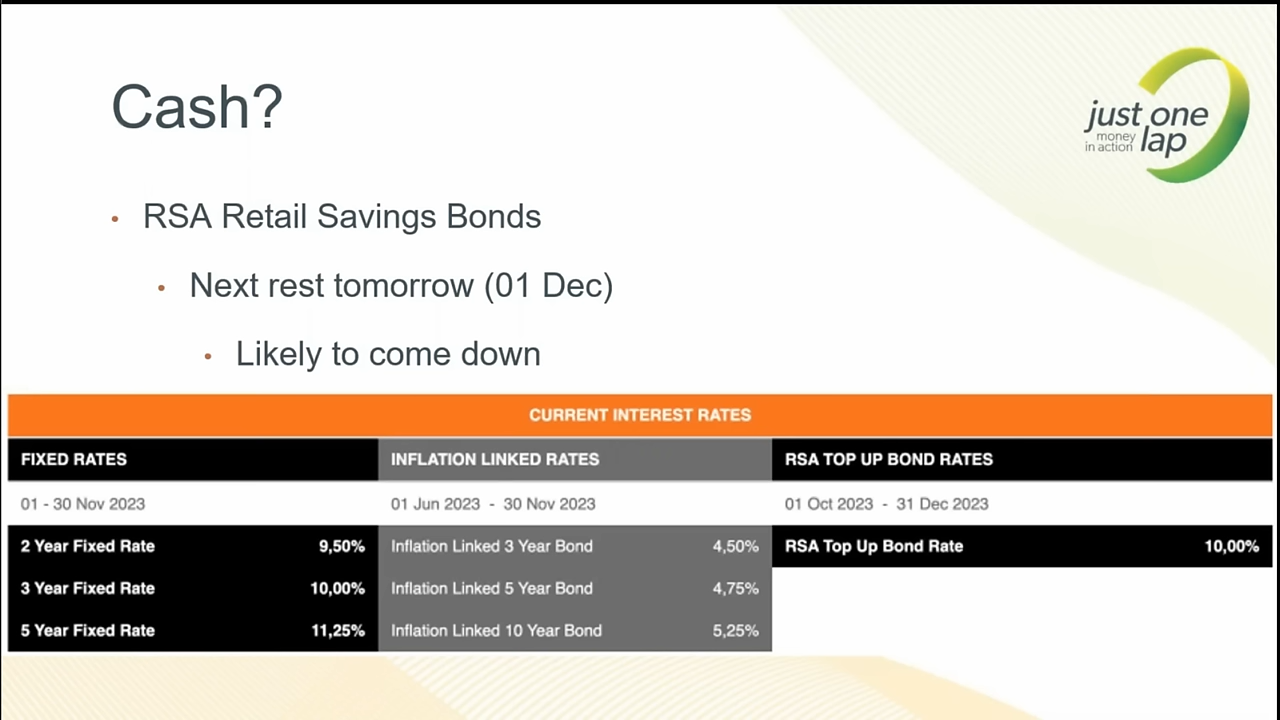 Cash?
just one
money
in action lap
• RSA Retail Savings Bonds
• Next rest tomorrow (01 Dec)
• Likely to come down
CURRENT INTEREST RATES
FIXED RATES INFLATION LINKED RATES RSA TOP UP BOND RATES
01 - 30 Nov 2023 01 Jun 2023 - 30 Nov 2023 01 Oct 2023 - 31 Dec 2023
2 Year Fixed Rate 9,50% Inflation Linked 3 Year Bond 4,50% RSA Top Up Bond Rate 10,00%
3 Year Fixed Rate 10,00% Inflation Linked 5 Year Bond 4,75%
5 Year Fixed Rate 11,25% Inflation Linked 10 Year Bond 5,25%